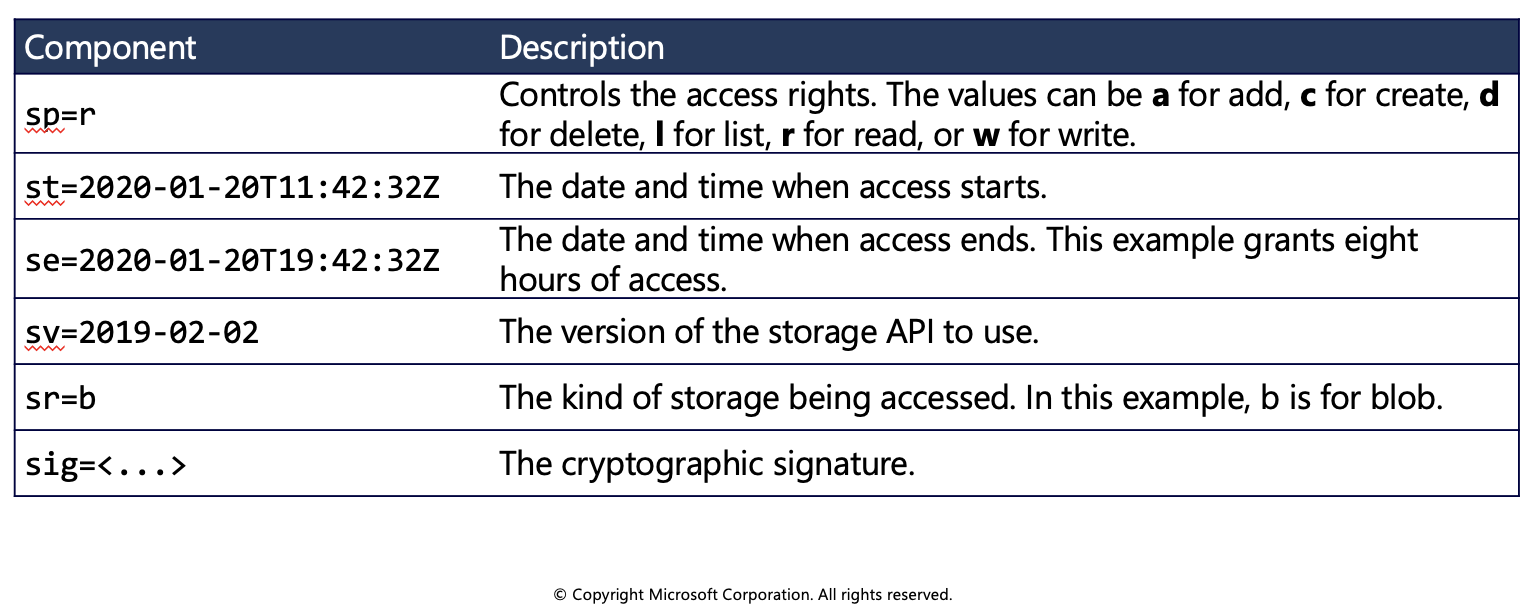 Component Description
sp=r Controls the access rights. The values can be a for add, c for create, d
for delete, l for list, r for read, or w for write.
st=2020-01-20T11:42:32Z The date and time when access starts.
se=2020-01-20T19:42:32Z The date and time when access ends. This example grants eight
hours of access.
sv=2019-02-02 The version of the storage API to use.
sr=b The kind of storage being accessed. In this example, b is for blob.
sig=<...> The cryptographic signature.
© Copyright Microsoft Corporation. All rights reserved.